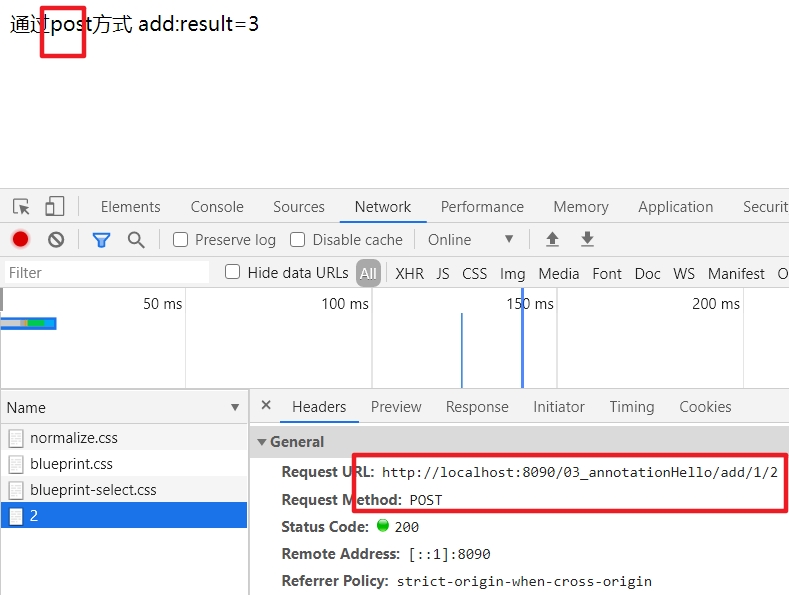 通过post方式 add:result=3
Elements Console Sources Network Performance Memory Application Securit
Preserve log Disable cache Online
Filter Hide data URLs All XHR JS CSS Img Media Font Doc WS Manifest O
50 ms 100 ms 150 ms 200 ms
Name Headers Preview Response Initiator Timing Cookies
normalize.css
blueprint.css
blueprint-select.css
2
General
Request URL: http://localhost:8090/03_annotationHello/add/1/2
Request Method: POST
Status Code: 200
Remote Address: [::1]:8090
Referrer Policy: strict-origin-when-cross-origin